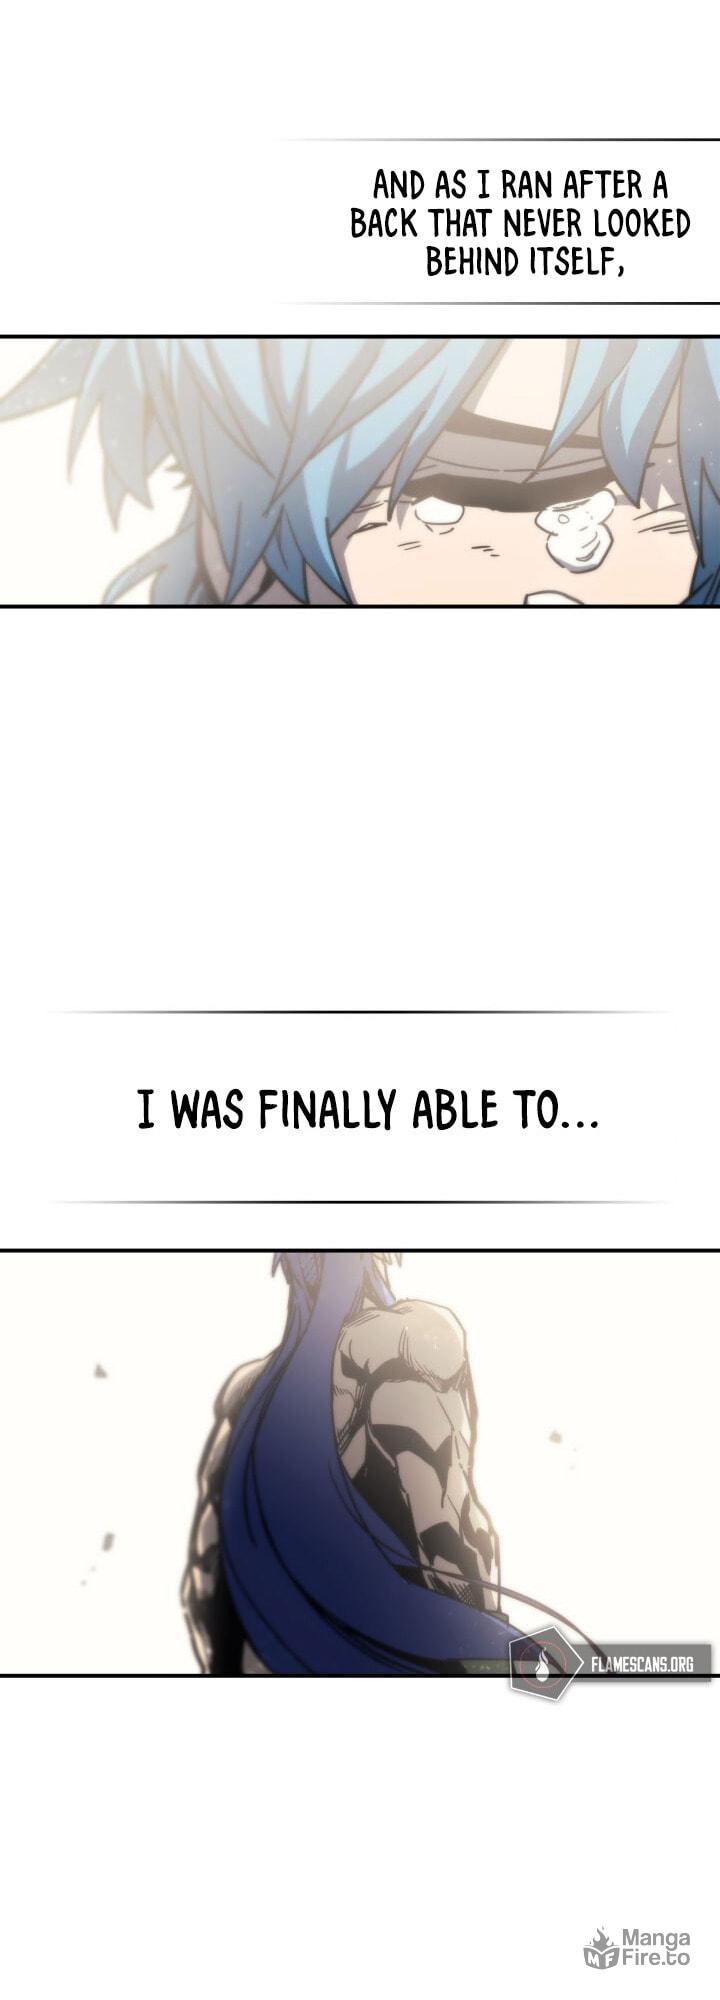 AND AS I RAN AFTER A
BACK THAT NEVER LOOKED
BEHIND ITSELF,
I WAS FINALLY ABLE TO...
FLAMESCANS.ORG
Manga
MF Fire.to